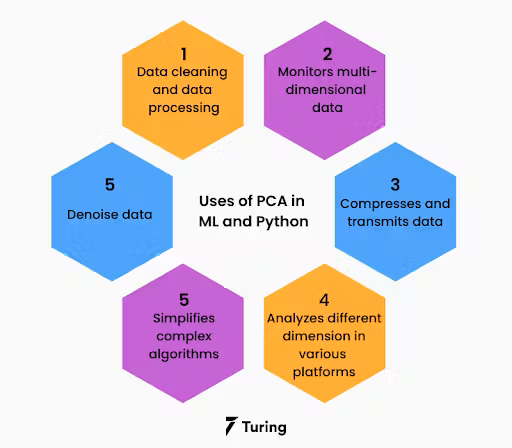 1
Data cleaning
and data
processing
2
Monitors multi-
dimensional
data
3
Compresses and
transmits data
4
Analyzes different
dimension in
various
platforms
5
Simplifies
complex
algorithms
5
Denoise data
Uses of PCA in
ML and Python
Turing